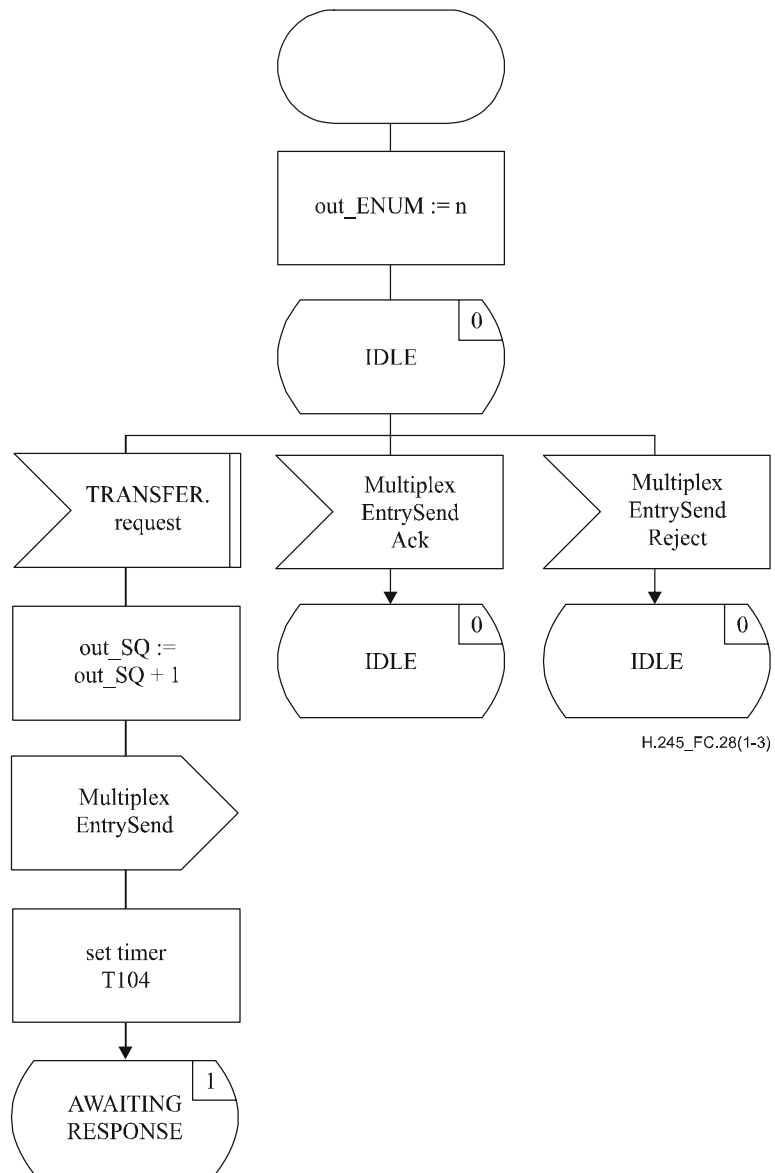 out_ENUM := n
0
IDLE
TRANSFER.
request
Multiplex
EntrySend
Ack
Multiplex
EntrySend
Reject
out_SQ :=
out_SQ + 1
0
IDLE
0
IDLE
H.245_FC.28(1-3)
Multiplex
EntrySend
set timer
T104
1
AWAITING
RESPONSE